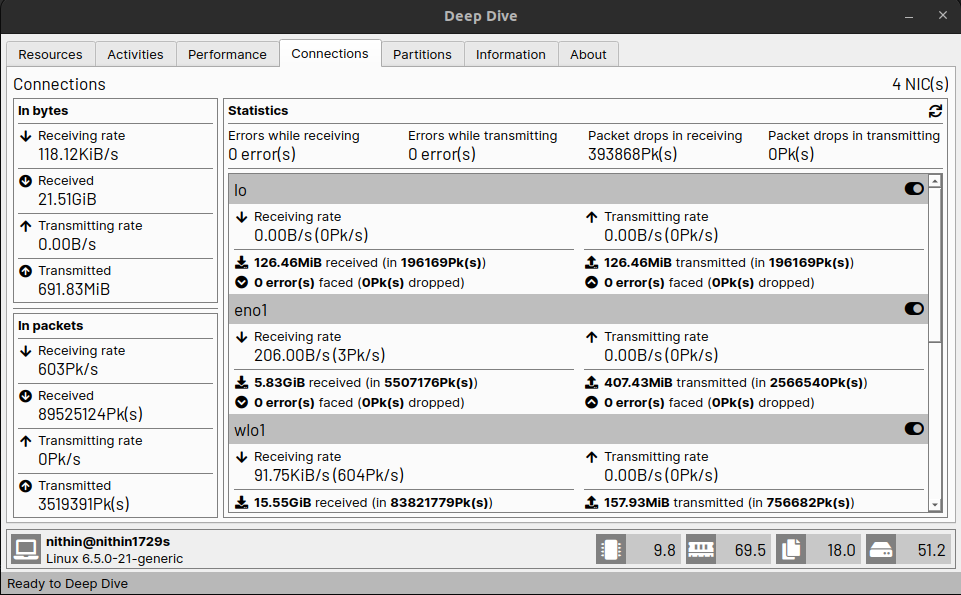 Deep Dive
Resources Activities Performance Connections Partitions Information About
Connections 4 NIC(s)
In bytes
Receiving rate
118.12KiB/s
Received
21.51GiB
Transmitting rate
0.00B/s
Transmitted
691.83MiB
In packets
Receiving rate
603Pk/s
Received
89525124Pk(s)
Transmitting rate
0Pk/s
Transmitted
3519391Pk(s)
Statistics
Errors while receiving Errors while transmitting Packet drops in receiving Packet drops in transmitting
0 error(s) 0 error(s) 393868Pk(s) 0Pk(s)
lo
Receiving rate Transmitting rate
0.00B/s (0Pk/s) 0.00B/s (0Pk/s)
126.46MiB received (in 196169Pk(s)) 126.46MiB transmitted (in 196169Pk(s))
0 error(s) faced (0Pk(s) dropped) 0 error(s) faced (0Pk(s) dropped)
eno1
Receiving rate Transmitting rate
206.00B/s (3Pk/s) 0.00B/s (0Pk/s)
5.83GiB received (in 5507176Pk(s)) 407.43MiB transmitted (in 2566540Pk(s))
0 error(s) faced (0Pk(s) dropped) 0 error(s) faced (0Pk(s) dropped)
wlo1
Receiving rate Transmitting rate
91.75KiB/s (604Pk/s) 0.00B/s (0Pk/s)
15.55GiB received (in 83821779Pk(s)) 157.93MiB transmitted (in 756682Pk(s))
nithin@nithin1729s
Linux 6.5.0-21-generic
9.8 69.5 18.0 51.2
Ready to Deep Dive